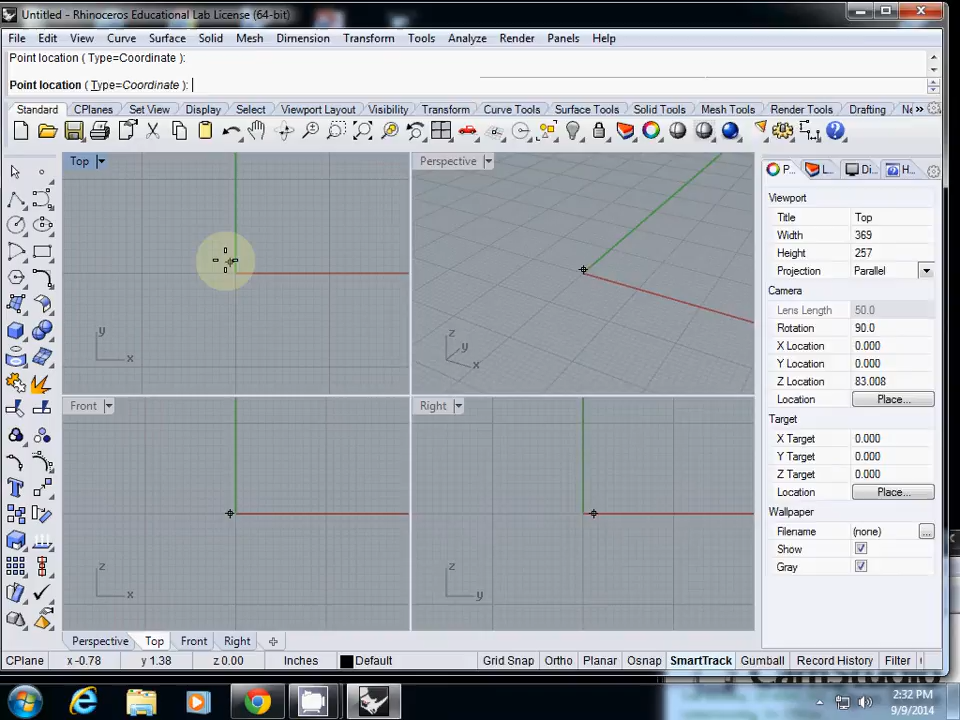 Untitled - Rhinoceros Educational Lab License (64-bit)
File Edit View Curve Surface Solid Mesh Dimension Transform Tools Analyze Render Panels Help
Point location ( Type=Coordinate ):
Point location ( Type=Coordinate ):
Standard CPlanes Set View Display Select Viewport Layout Visibility Transform Curve Tools Surface Tools Solid Tools Mesh Tools Render Tools Drafting Ne »
Top Perspective
P... L... Di... H...
Viewport
Title Top
Width 369
Height 257
Projection Parallel
Camera
Lens Length 50.0
Rotation 90.0
X Location 0.000
Y Location 0.000
Z Location 83.008
Location Place...
Target
X Target 0.000
Y Target 0.000
Z Target 0.000
Location Place...
Wallpaper
Filename (none) ...
Show
Gray
y x
z y x
Front Right
z x
z y
Perspective Top Front Right
CPlane x -0.78 y 1.38 z 0.00 Inches Default Grid Snap Ortho Planar Osnap SmartTrack Gumball Record History Filter
2:32 PM
9/9/2014